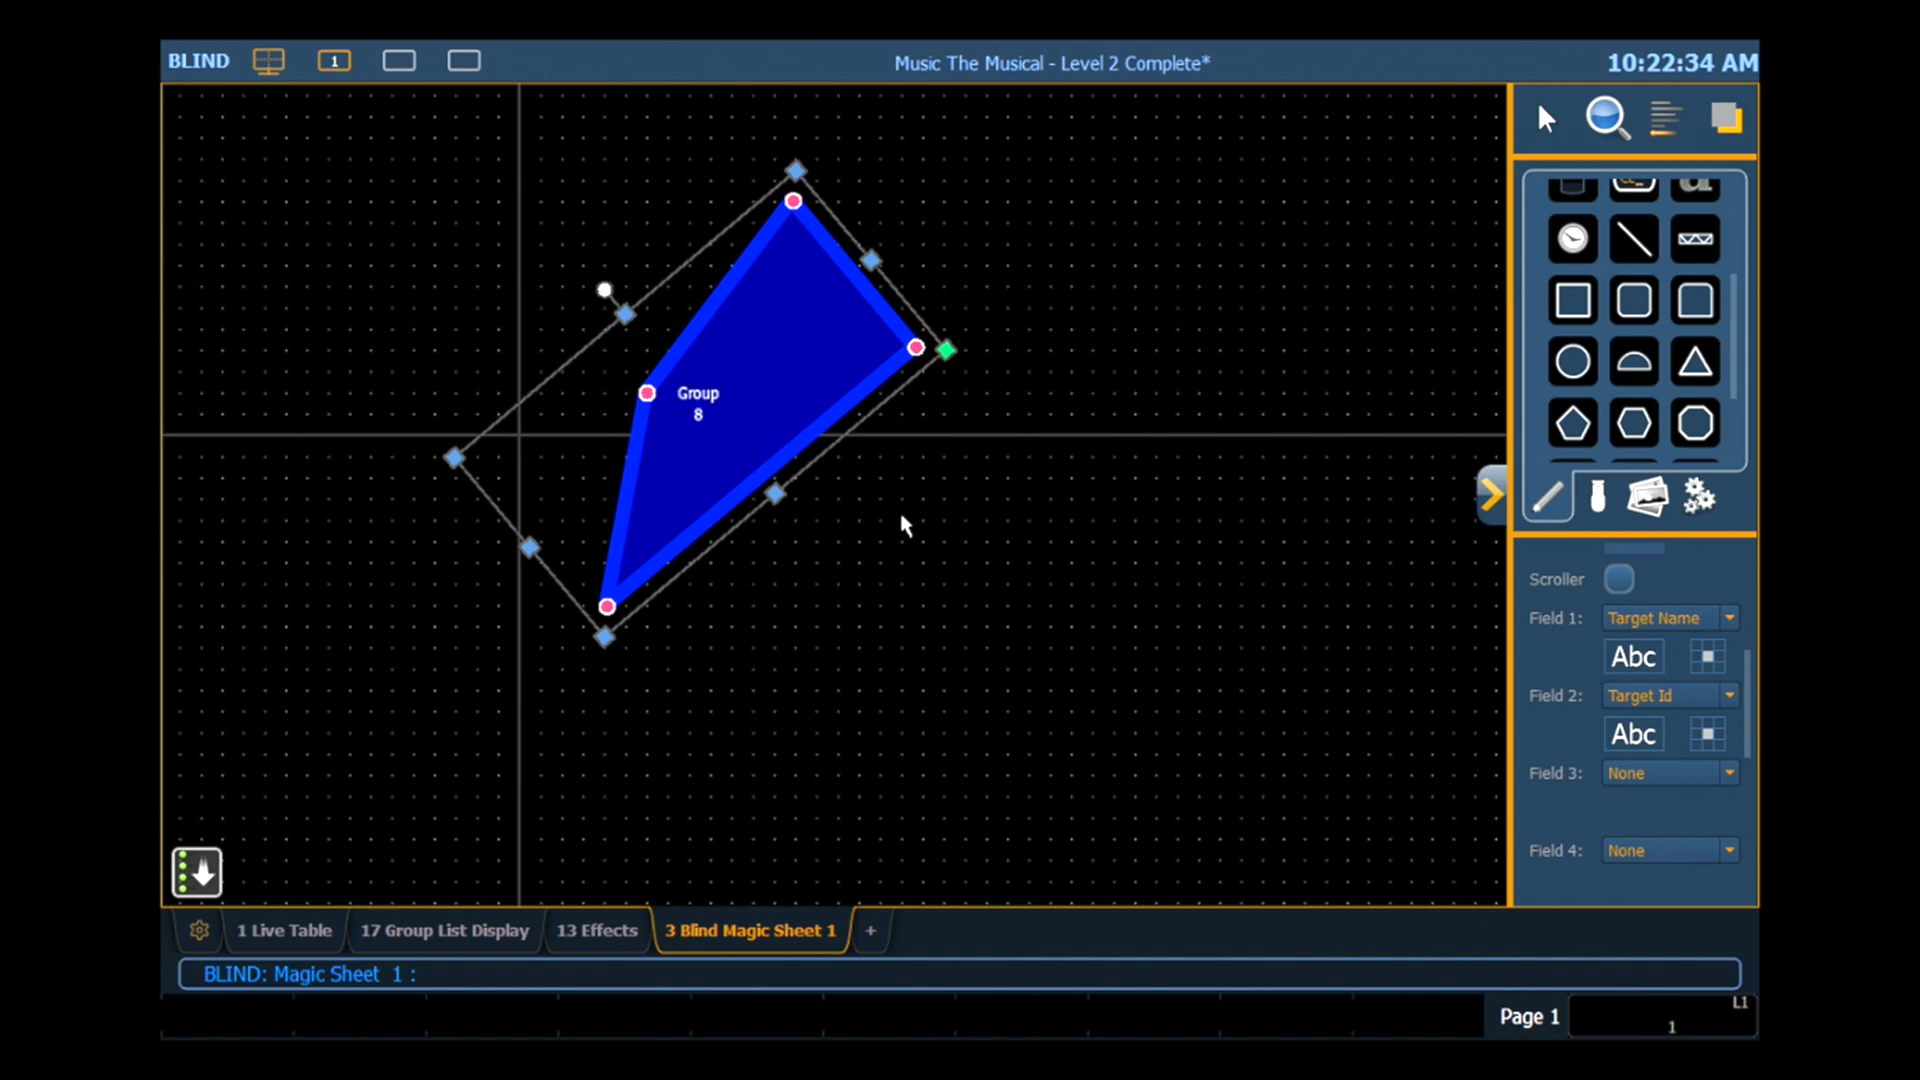 BLIND
1
Music The Musical - Level 2 Complete*
10:22:34 AM
Group
8
Scroller
Field 1:
Target Name
Abc
Field 2:
Target Id
Abc
Field 3:
None
Field 4:
None
1 Live Table
17 Group List Display
13 Effects
3 Blind Magic Sheet 1
+
BLIND: Magic Sheet 1 :
Page 1
L1
1